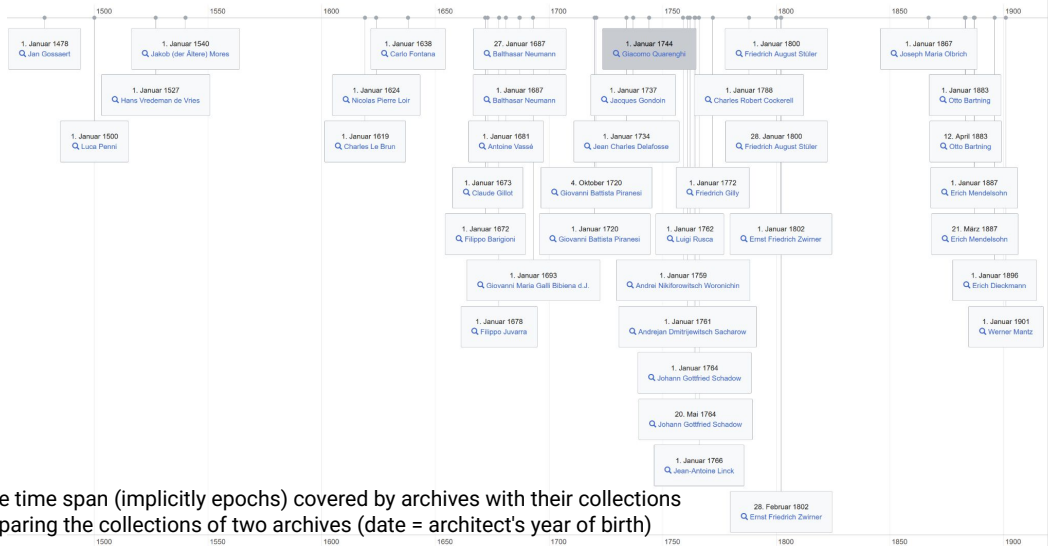 1500 1550 1600 1650 1700 1750 1800 1850 1900
1. Januar 1478
Jan Gossaert
1. Januar 1540
Jakob (der Ältere) Mores
1. Januar 1638
Carlo Fontana
27. Januar 1687
Balthasar Neumann
1. Januar 1744
Giacomo Quarenghi
1. Januar 1800
Friedrich August Stüler
1. Januar 1867
Joseph Maria Olbrich
1. Januar 1527
Hans Vredeman de Vries
1. Januar 1624
Nicolas Pierre Loir
1. Januar 1687
Balthasar Neumann
1. Januar 1737
Jacques Gondoin
1. Januar 1788
Charles Robert Cockerell
1. Januar 1883
Otto Bartning
1. Januar 1500
Luca Penni
1. Januar 1619
Charles Le Brun
1. Januar 1681
Antoine Vassé
1. Januar 1734
Jean Charles Delafosse
28. Januar 1800
Friedrich August Stüler
12. April 1883
Otto Bartning
1. Januar 1673
Claude Gillot
4. Oktober 1720
Giovanni Battista Piranesi
1. Januar 1772
Friedrich Gilly
1. Januar 1887
Erich Mendelsohn
1. Januar 1672
Filippo Barigioni
1. Januar 1720
Giovanni Battista Piranesi
1. Januar 1762
Luigi Rusca
1. Januar 1802
Ernst Friedrich Zwirner
21. März 1887
Erich Mendelsohn
1. Januar 1693
Giovanni Maria Galli Bibiena d.J.
1. Januar 1759
Andrei Nikiforowitsch Woronichin
1. Januar 1896
Erich Dieckmann
1. Januar 1678
Filippo Juvarra
1. Januar 1761
Andrejan Dmitrijewitsch Sacharow
1. Januar 1901
Werner Mantz
1. Januar 1764
Johann Gottfried Schadow
20. Mai 1764
Johann Gottfried Schadow
1. Januar 1766
Jean-Antoine Linck
28. Februar 1802
Ernst Friedrich Zwirner
e time span (implicitly epochs) covered by archives with their collections
paring the collections of two archives (date = architect's year of birth)
1500 1550 1600 1650 1700 1750 1800 1850 1900